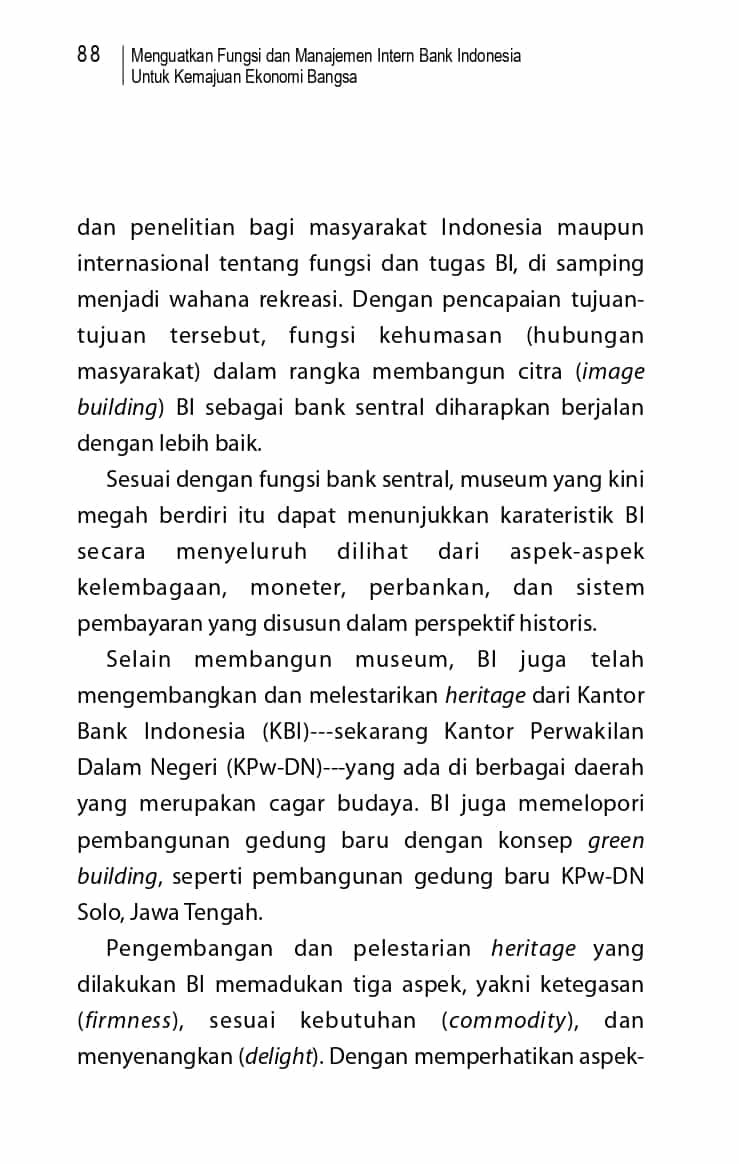 88
Menguatkan Fungsi dan Manajemen Intern Bank Indonesia
Untuk Kemajuan Ekonomi Bangsa
dan penelitian bagi masyarakat Indonesia maupun
internasional tentang fungsi dan tugas BI, di samping
menjadi wahana rekreasi. Dengan pencapaian tujuan-
tujuan tersebut, fungsi kehumasan (hubungan
masyarakat) dalam rangka membangun citra (image
building) BI sebagai bank sentral diharapkan berjalan
dengan lebih baik.
Sesuai dengan fungsi bank sentral, museum yang kini
megah berdiri itu dapat menunjukkan karateristik BI
secara menyeluruh dilihat dari aspek-aspek
kelembagaan, moneter, perbankan, dan sistem
pembayaran yang disusun dalam perspektif historis.
Selain membangun museum, BI juga telah
mengembangkan dan melestarikan heritage dari Kantor
Bank Indonesia (KBI)---sekarang Kantor Perwakilan
Dalam Negeri (KPw-DN)---yang ada di berbagai daerah
yang merupakan cagar budaya. BI juga memelopori
pembangunan gedung baru dengan konsep green
building, seperti pembangunan gedung baru KPw-DN
Solo, Jawa Tengah.
Pengembangan dan pelestarian heritage yang
dilakukan BI memadukan tiga aspek, yakni ketegasan
(firmness), sesuai kebutuhan (commodity), dan
menyenangkan (delight). Dengan memperhatikan aspek-